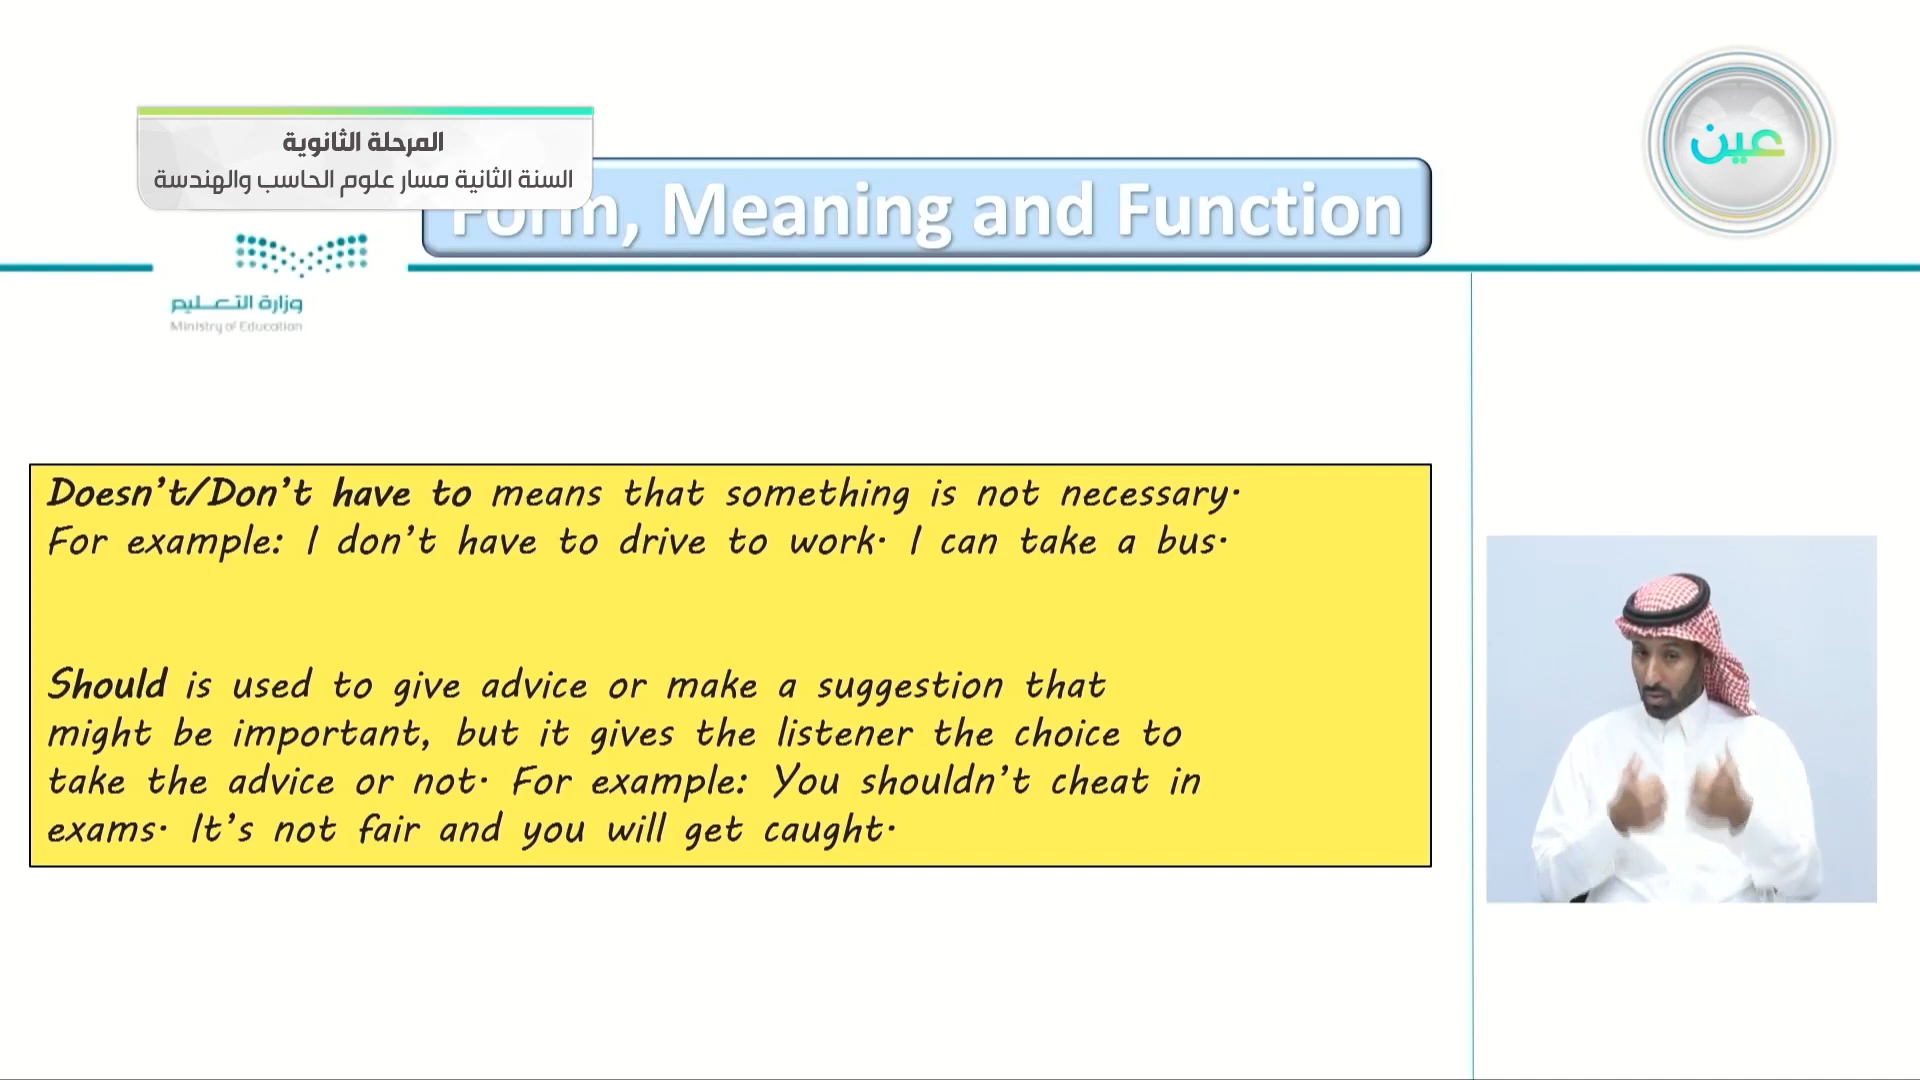 المرحلة الثانوية
السنة الثانية مسار علوم الحاسب والهندسة
عين
Form, Meaning and Function
وزارة التعليم
Ministry of Education
Doesn't/Don't have to means that something is not necessary.
For example: I don't have to drive to work. I can take a bus.
Should is used to give advice or make a suggestion that
might be important, but it gives the listener the choice to
take the advice or not. For example: You shouldn't cheat in
exams. It's not fair and you will get caught.